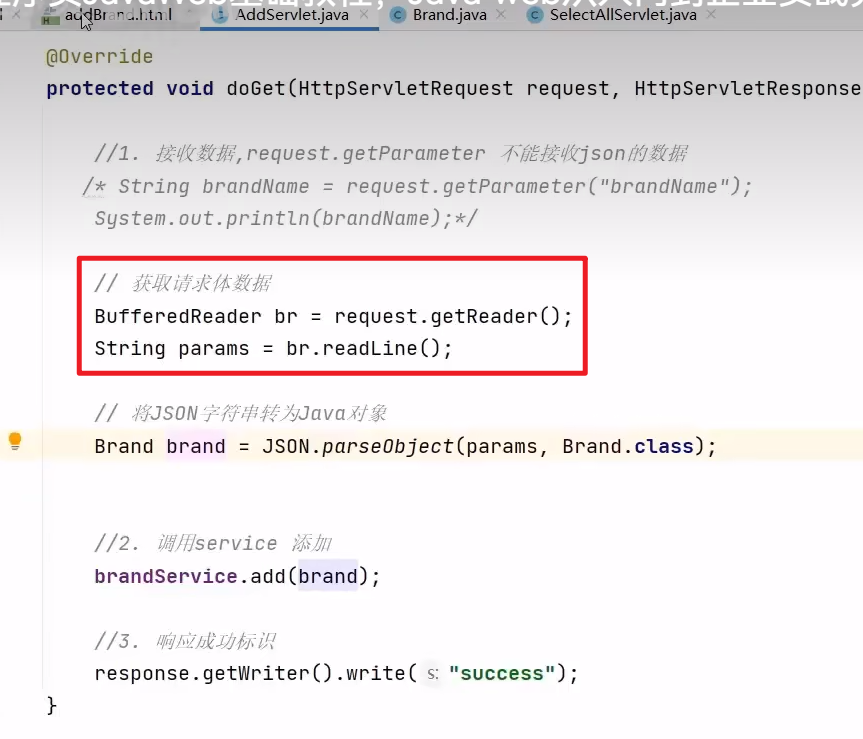 addBrand.html AddServlet.java Brand.java SelectAllServlet.java
@Override
protected void doGet(HttpServletRequest request, HttpServletResponse
//1. 接收数据,request.getParameter 不能接收json的数据
/* String brandName = request.getParameter("brandName");
System.out.println(brandName);*/
// 获取请求体数据
BufferedReader br = request.getReader();
String params = br.readLine();
// 将JSON字符串转为Java对象
Brand brand = JSON.parseObject(params, Brand.class);
//2. 调用service 添加
brandService.add(brand);
//3. 响应成功标识
response.getWriter().write( s: "success");
}